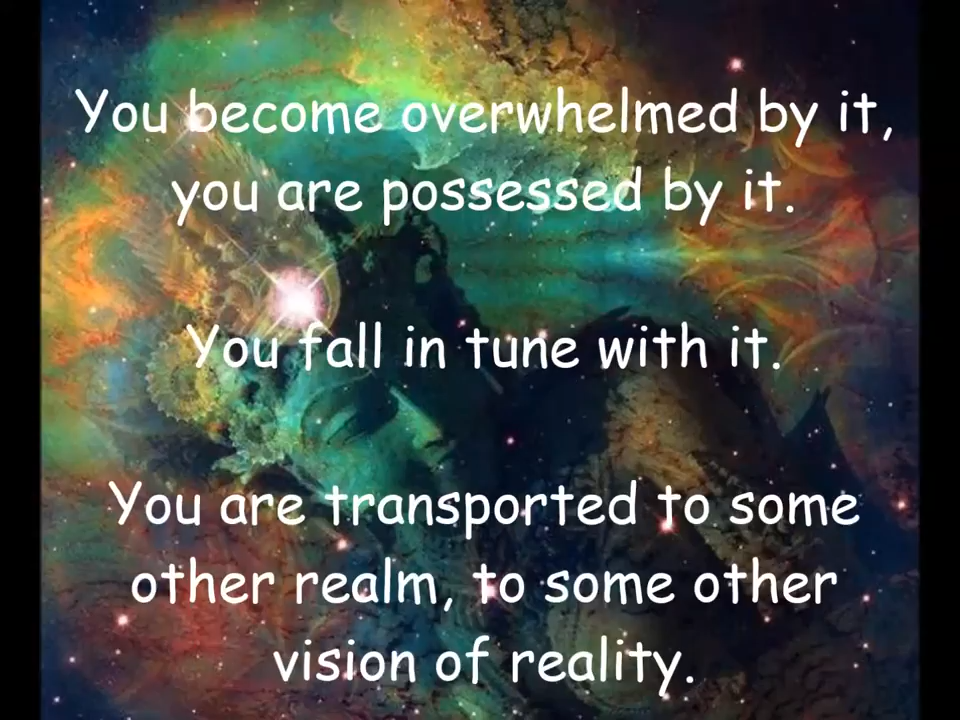 You become overwhelmed by it,
you are possessed by it.
You fall in tune with it.
You are transported to some
other realm, to some other
vision of reality.